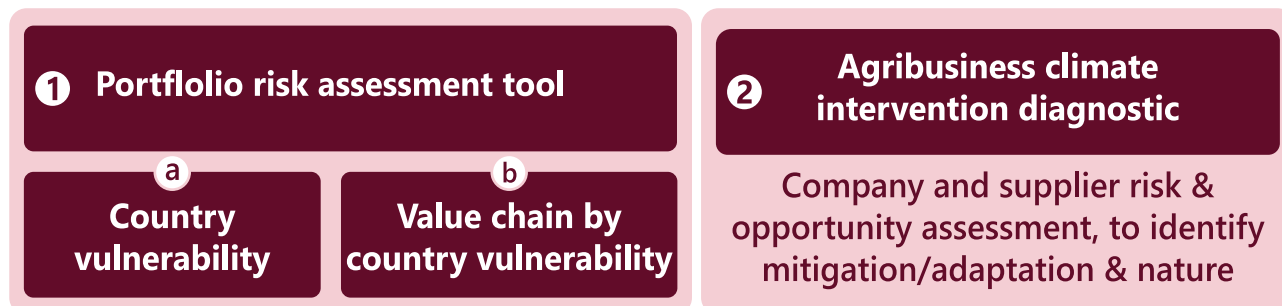 1 Portflolio risk assessment tool
a
Country
vulnerability
b
Value chain by
country vulnerability
2 Agribusiness climate
intervention diagnostic
Company and supplier risk &
opportunity assessment, to identify
mitigation/adaptation & nature